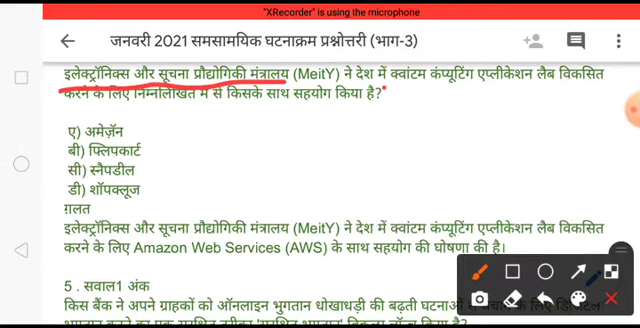 "XRecorder" is using the microphone
जनवरी 2021 समसामयिक घटनाक्रम प्रश्नोत्तरी (भाग-3)
इलेक्ट्रॉनिक्स और सूचना प्रौद्योगिकी मंत्रालय (MeitY) ने देश में क्वांटम कंप्यूटिंग एप्लीकेशन लैब विकसित
करने के लिए निम्नलिखित में से किसके साथ सहयोग किया है?
ए) अमेज़ॅन
बी) फ्लिपकार्ट
सी) स्नैपडील
डी) शॉपक्लूज
ग़लत
इलेक्ट्रॉनिक्स और सूचना प्रौद्योगिकी मंत्रालय (MeitY) ने देश में क्वांटम कंप्यूटिंग एप्लीकेशन लैब विकसित
करने के लिए Amazon Web Services (AWS) के साथ सहयोग की घोषणा की है।
5 . सवाल1 अंक
किस बैंक ने अपने ग्राहकों को ऑनलाइन भुगतान धोखाधड़ी की बढ़ती घटनाओं के लिए